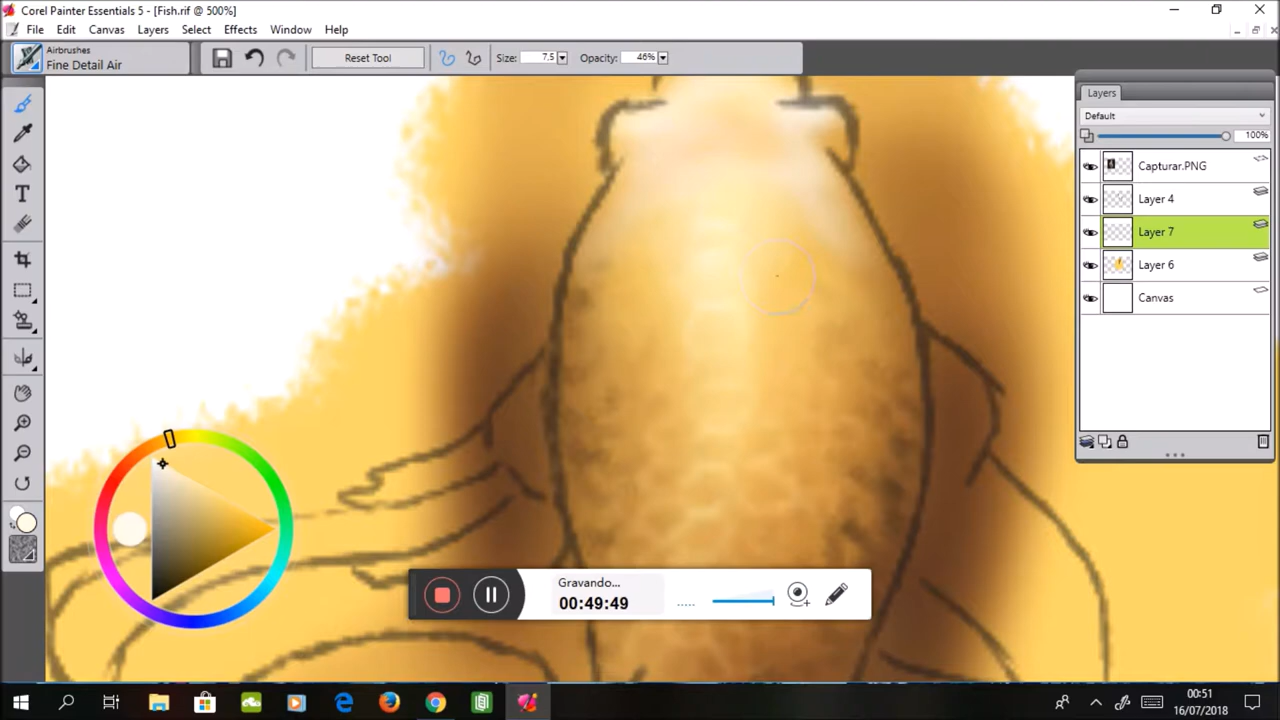 Corel Painter Essentials 5 - [Fish.rif @ 500%]
File Edit Canvas Layers Select Effects Window Help
Airbrushes
Fine Detail Air
Reset Tool
Size: 7.5
Opacity: 46%
Layers
Default
100%
Capturar.PNG
Layer 4
Layer 7
Layer 6
Canvas
Gravando...
00:49:49
00:51
16/07/2018